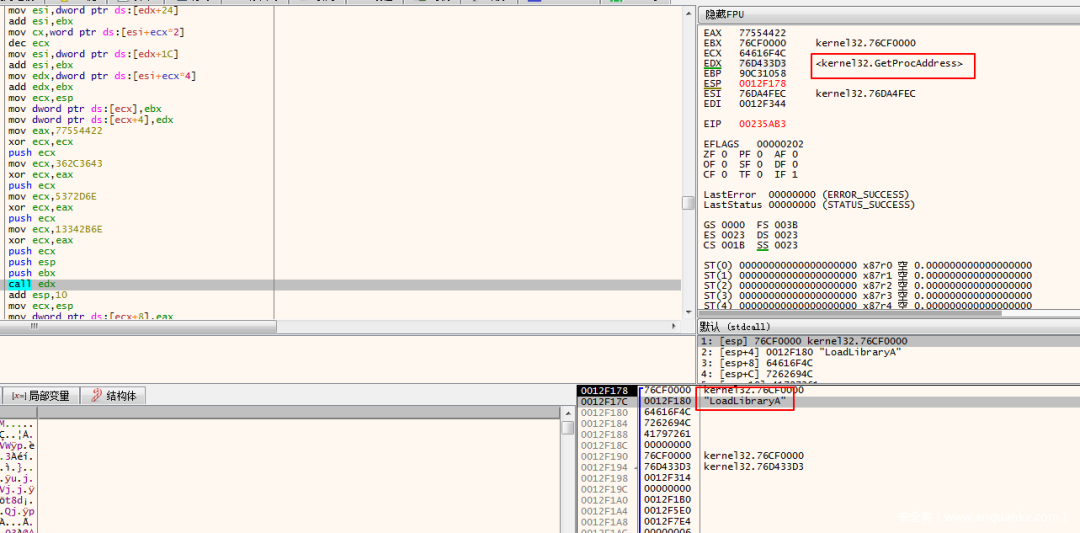 mov esi,dword ptr ds:[edx+24]
add esi,ebx
mov cx,word ptr ds:[esi+ecx*2]
dec ecx
mov esi,dword ptr ds:[edx+1C]
add esi,ebx
mov edx,dword ptr ds:[esi+ecx*4]
add edx,ebx
mov ecx,esp
mov dword ptr ds:[ecx],ebx
mov dword ptr ds:[ecx+4],edx
mov eax,77554422
xor ecx,ecx
push ecx
mov ecx,362C3643
xor ecx,eax
push ecx
mov ecx,5372D6E
xor ecx,eax
push ecx
mov ecx,13342B6E
xor ecx,eax
push ecx
push esp
push ebx
call edx
add esp,10
mov ecx,esp
mov dword ptr ds:[ecx+8],eax
隐藏FPU
EAX 77554422
EBX 76CF0000 kernel32.76CF0000
ECX 64616F4C
EDX 76D433D3 <kernel32.GetProcAddress>
EBP 90C31058
ESP 0012F178
ESI 76DA4FEC kernel32.76DA4FEC
EDI 0012F344
EIP 00235AB3
EFLAGS 00000202
ZF 0 PF 0 AF 0
OF 0 SF 0 DF 0
CF 0 TF 0 IF 1
LastError 00000000 (ERROR_SUCCESS)
LastStatus 00000000 (STATUS_SUCCESS)
GS 0000 FS 003B
ES 0023 DS 0023
CS 001B SS 0023
ST(0) 00000000000000000000 x87r0 空 0.000000000000000000
ST(1) 00000000000000000000 x87r1 空 0.000000000000000000
ST(2) 00000000000000000000 x87r2 空 0.000000000000000000
ST(3) 00000000000000000000 x87r3 空 0.000000000000000000
ST(4) 00000000000000000000 x87r4 空 0.000000000000000000
默认 (stdcall)
1: [esp] 76CF0000 kernel32.76CF0000
2: [esp+4] 0012F180 "LoadLibraryA"
3: [esp+8] 64616F4C
4: [esp+C] 7262694C
[x=] 局部变量
结构体
0012F178 76CF0000 kernel32.76CF0000
0012F17C 0012F180 "LoadLibraryA"
0012F180 64616F4C
0012F184 7262694C
0012F188 41797261
0012F18C 00000000
0012F190 76CF0000 kernel32.76CF0000
0012F194 76D433D3 kernel32.76D433D3
0012F198 0012F314
0012F19C 00000000
0012F1A0 0012F1B0
0012F1A4 0012F5E0
0012F1A8 0012F7E4
0012F1AC 00000006